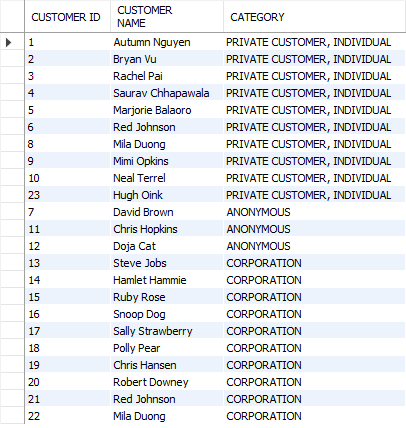 CUSTOMER ID CUSTOMER NAME CATEGORY
1 Autumn Nguyen PRIVATE CUSTOMER, INDIVIDUAL
2 Bryan Vu PRIVATE CUSTOMER, INDIVIDUAL
3 Rachel Pai PRIVATE CUSTOMER, INDIVIDUAL
4 Saurav Chhapawala PRIVATE CUSTOMER, INDIVIDUAL
5 Marjorie Balaoro PRIVATE CUSTOMER, INDIVIDUAL
6 Red Johnson PRIVATE CUSTOMER, INDIVIDUAL
8 Mila Duong PRIVATE CUSTOMER, INDIVIDUAL
9 Mimi Opkins PRIVATE CUSTOMER, INDIVIDUAL
10 Neal Terrel PRIVATE CUSTOMER, INDIVIDUAL
23 Hugh Oink PRIVATE CUSTOMER, INDIVIDUAL
7 David Brown ANONYMOUS
11 Chris Hopkins ANONYMOUS
12 Doja Cat ANONYMOUS
13 Steve Jobs CORPORATION
14 Hamlet Hammie CORPORATION
15 Ruby Rose CORPORATION
16 Snoop Dog CORPORATION
17 Sally Strawberry CORPORATION
18 Polly Pear CORPORATION
19 Chris Hansen CORPORATION
20 Robert Downey CORPORATION
21 Red Johnson CORPORATION
22 Mila Duong CORPORATION